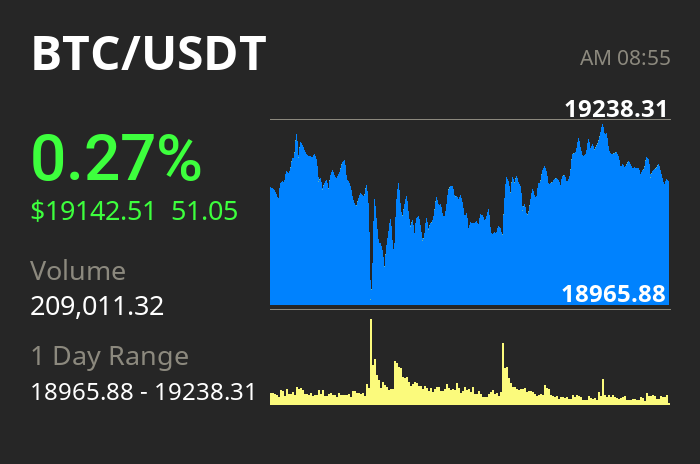 BTC/USDT
AM 08:55
0.27%
$19142.51 51.05
Volume
209,011.32
1 Day Range
18965.88 - 19238.31
19238.31
18965.88